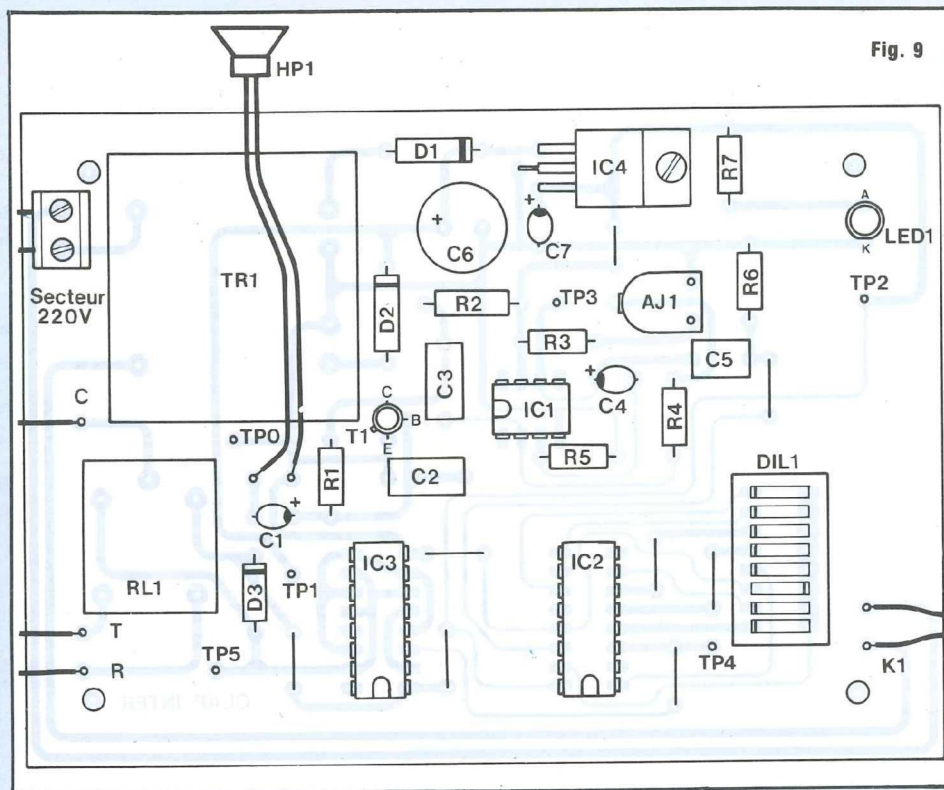 Fig. 9
HP1
D1
IC4
R7
A
LED1
K
+
C6
+
C7
TR1
Secteur
220V
D2
R2
TP3
AJ1
R6
TP2
R3
C5
C3
+
C4
IC1
R4
C
C
B
E
T1
TP0
R1
C2
R5
DIL1
+
C1
IC3
IC2
RL1
D3
TP1
T
R
TP5
TP4
K1
CLAP INTER